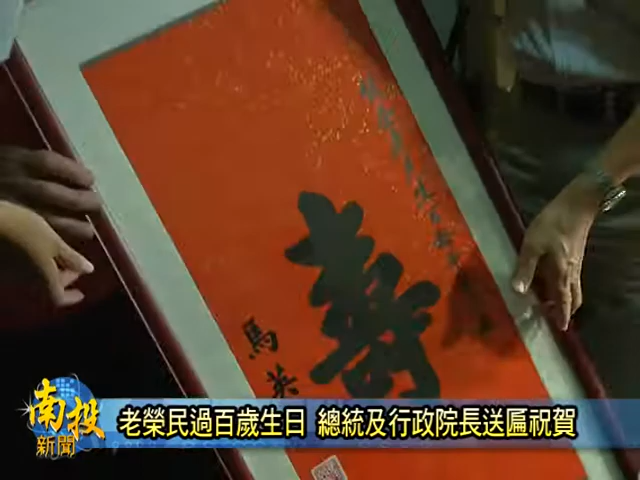 壽
馬英
南投
新聞
老榮民過百歲生日 總統及行政院長送匾祝賀